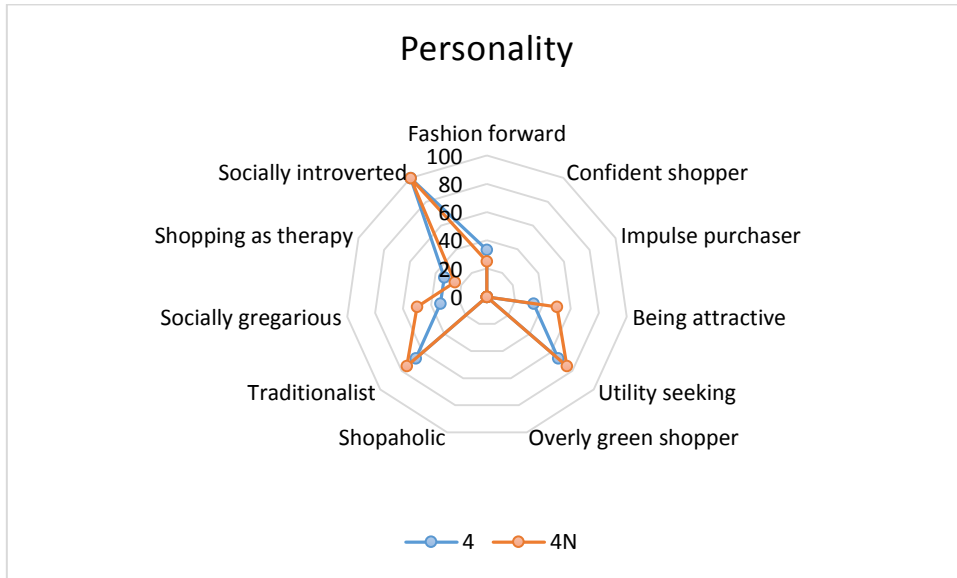 Personality
Fashion forward
Confident shopper
Impulse purchaser
Being attractive
Utility seeking
Overly green shopper
Shopaholic
Traditionalist
Socially gregarious
Shopping as therapy
Socially introverted
100
80
60
40
20
0
4
4N